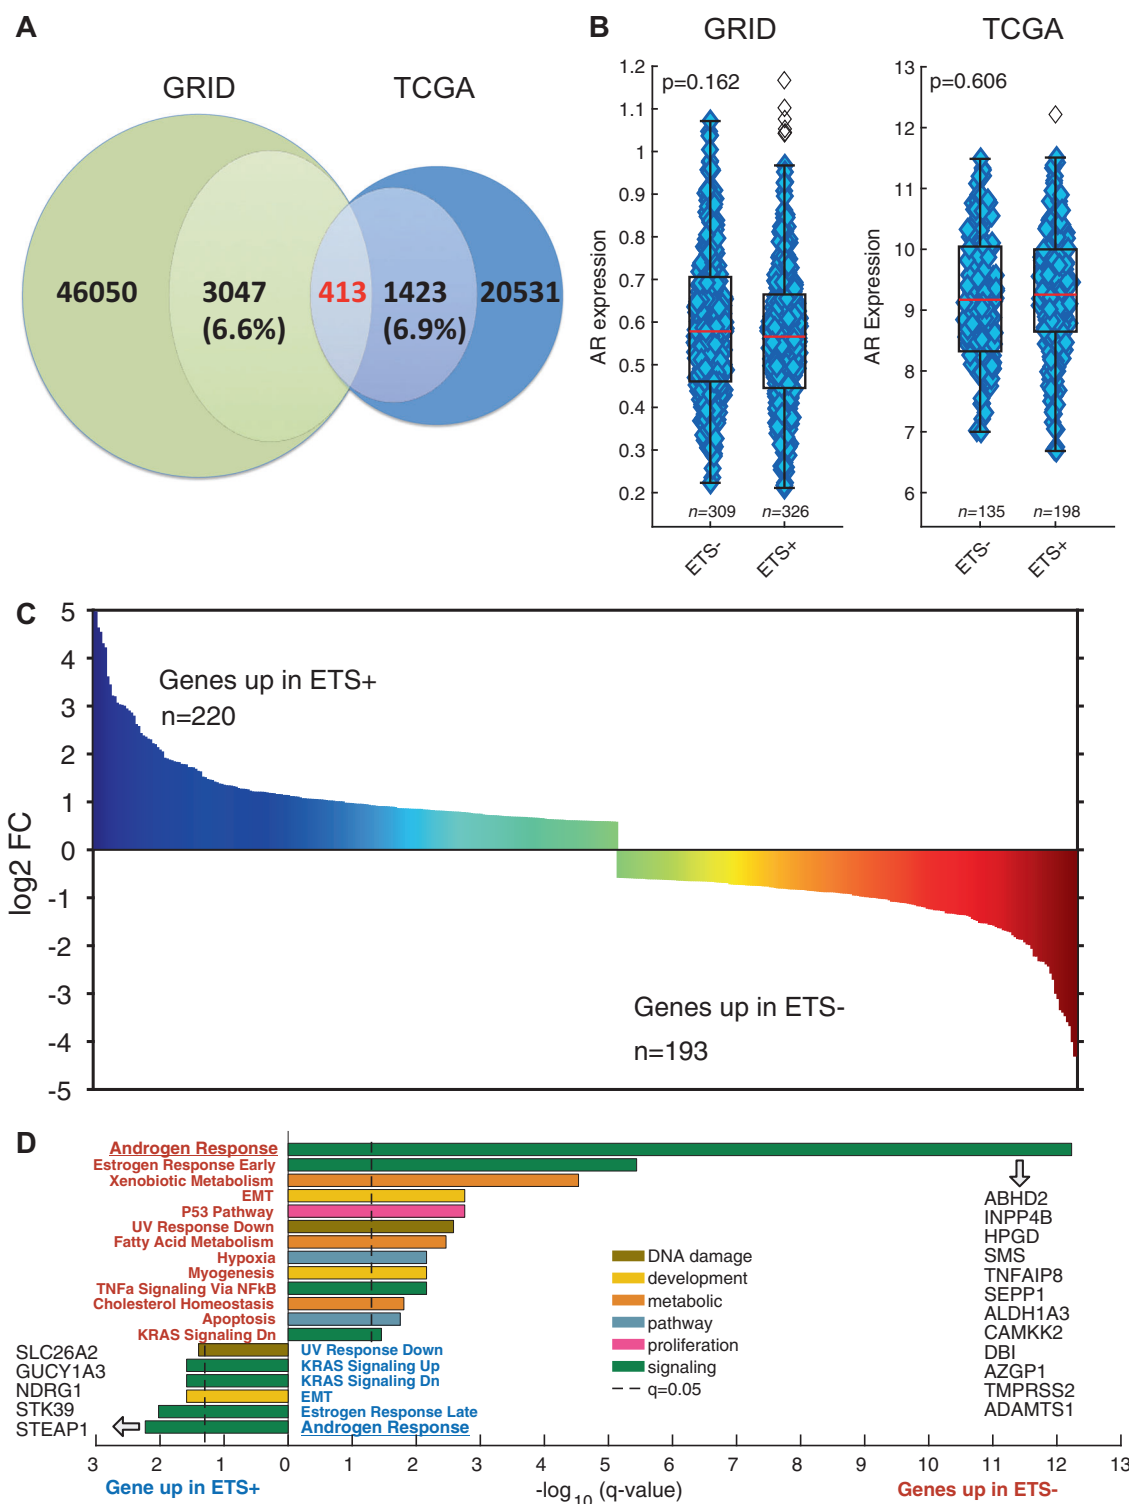 A
GRID
TCGA
46050
3047
(6.6%)
413
1423
(6.9%)
20531
B
GRID
p=0.162
AR expression
1.2
1.1
1
0.9
0.8
0.7
0.6
0.5
0.4
0.3
0.2
n=309
n=326
ETS-
ETS+
TCGA
p=0.606
AR Expression
13
12
11
10
9
8
7
6
n=135
n=198
ETS-
ETS+
C
log2 FC
5
4
3
2
1
0
-1
-2
-3
-4
-5
Genes up in ETS+
n=220
Genes up in ETS-
n=193
D
Androgen Response
Estrogen Response Early
Xenobiotic Metabolism
EMT
P53 Pathway
UV Response Down
Fatty Acid Metabolism
Hypoxia
Myogenesis
TNFa Signaling Via NFkB
Cholesterol Homeostasis
Apoptosis
KRAS Signaling Dn
UV Response Down
KRAS Signaling Up
KRAS Signaling Dn
EMT
Estrogen Response Late
Androgen Response
SLC26A2
GUCY1A3
NDRG1
STK39
STEAP1
DNA damage
development
metabolic
pathway
proliferation
signaling
q=0.05
ABHD2
INPP4B
HPGD
SMS
TNFAIP8
SEPP1
ALDH1A3
CAMKK2
DBI
AZGP1
TMPRSS2
ADAMTS1
3 2 1 0 1 2 3 4 5 6 7 8 9 10 11 12 13
Gene up in ETS+
-log10 (q-value)
Genes up in ETS-